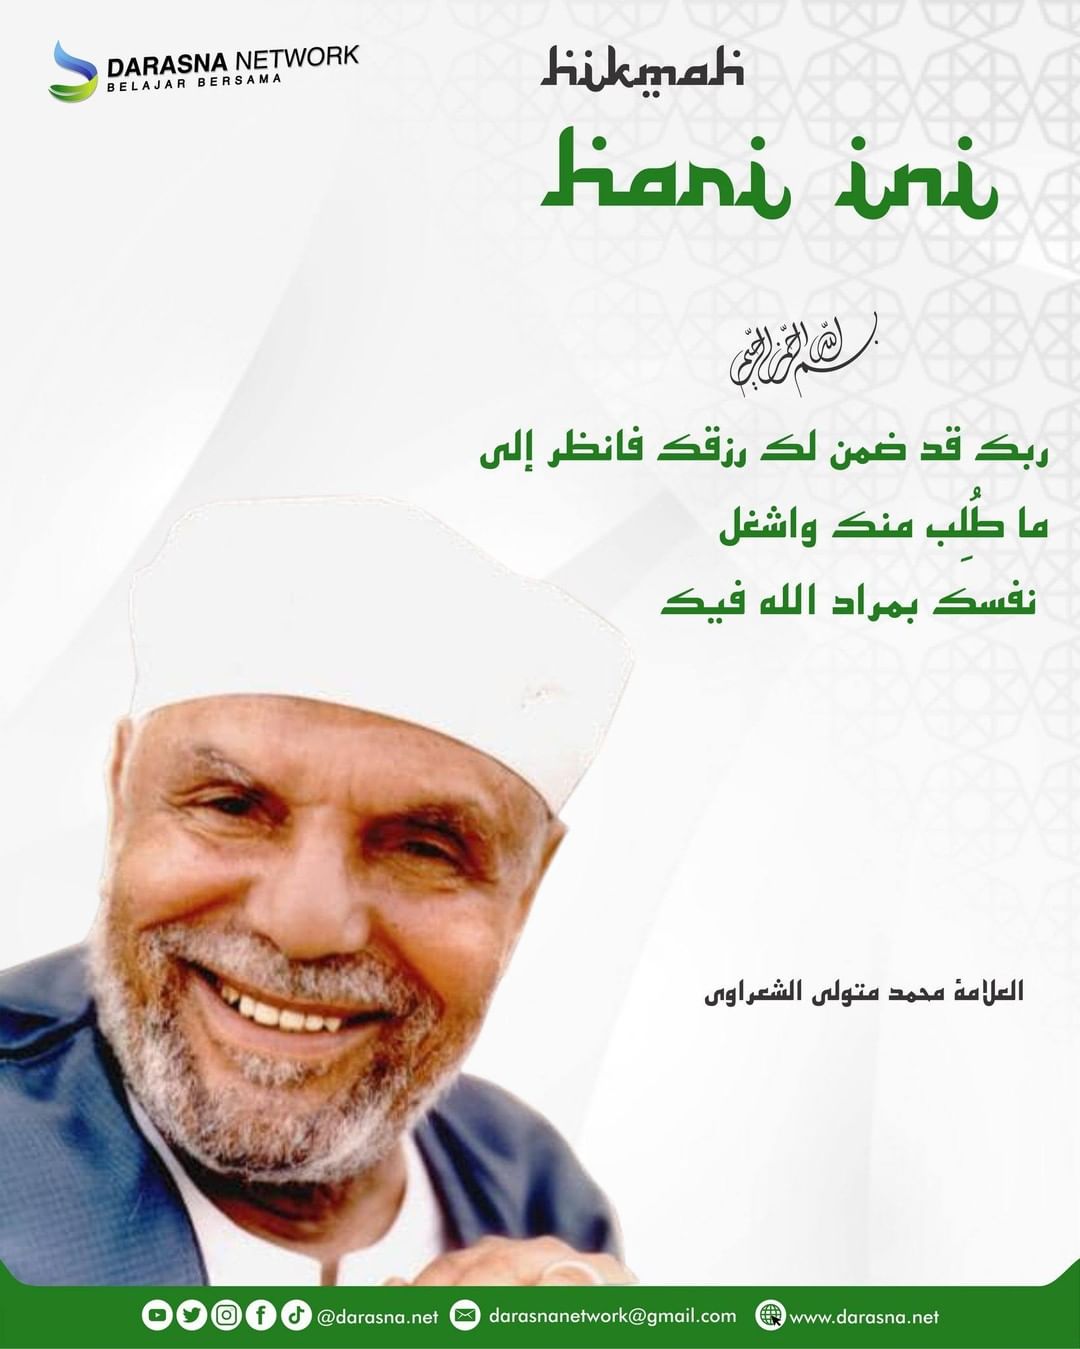 DARASNA NETWORK
BELAJAR BERSAMA
hikmah
hari ini
بسم الله الرحمن الرحيم
ربك قد ضمن لك رزقك فانظر إلى
ما طُلِب منك واشغل
نفسك بمراد الله فيك
العلامة محمد متولى الشعراوى
@darasna.net darasnanetwork@gmail.com www.darasna.net